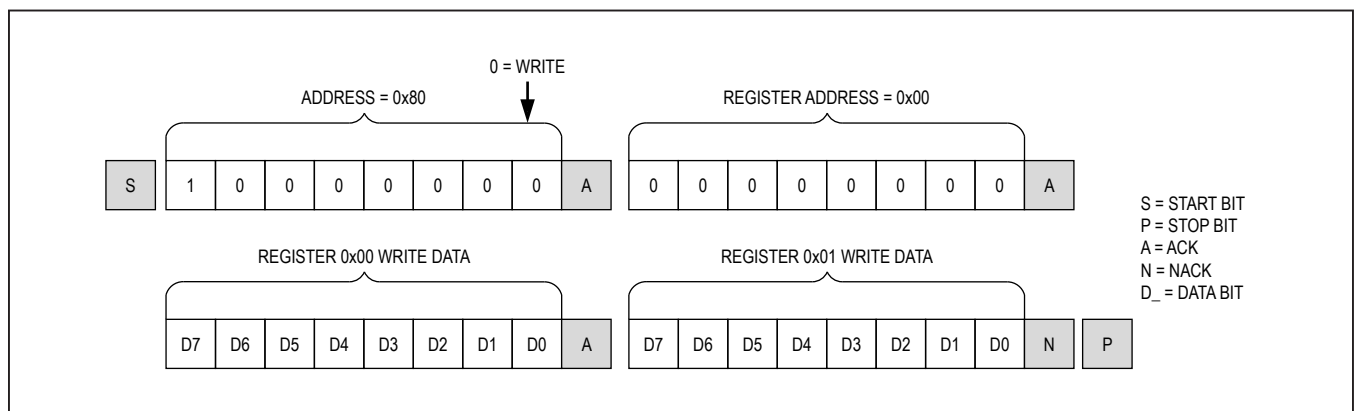 0 = WRITE
ADDRESS = 0x80
REGISTER ADDRESS = 0x00
S 1 0 0 0 0 0 0 0 A 0 0 0 0 0 0 0 0 A
S = START BIT
P = STOP BIT
A = ACK
N = NACK
D_ = DATA BIT
REGISTER 0x00 WRITE DATA
REGISTER 0x01 WRITE DATA
D7 D6 D5 D4 D3 D2 D1 D0 A D7 D6 D5 D4 D3 D2 D1 D0 N P